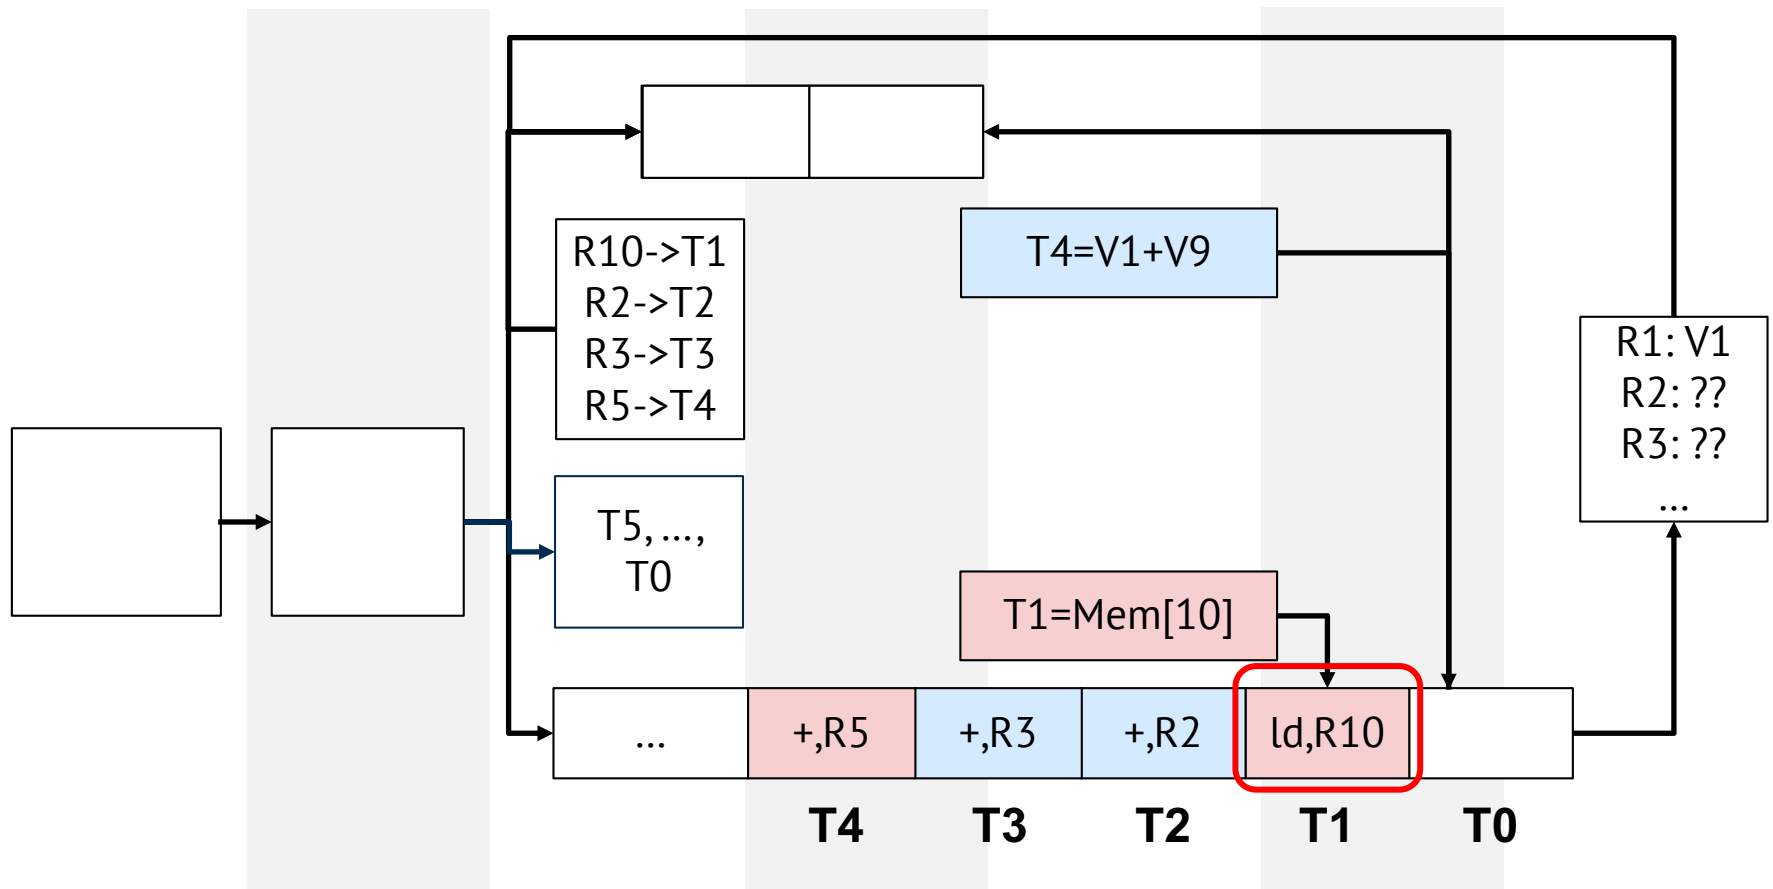 R10->T1
R2->T2
R3->T3
R5->T4
T4=V1+V9
R1: V1
R2: ??
R3: ??
...
T5, ...,
T0
T1=Mem[10]
... +,R5 +,R3 +,R2 ld,R10
T4 T3 T2 T1 T0